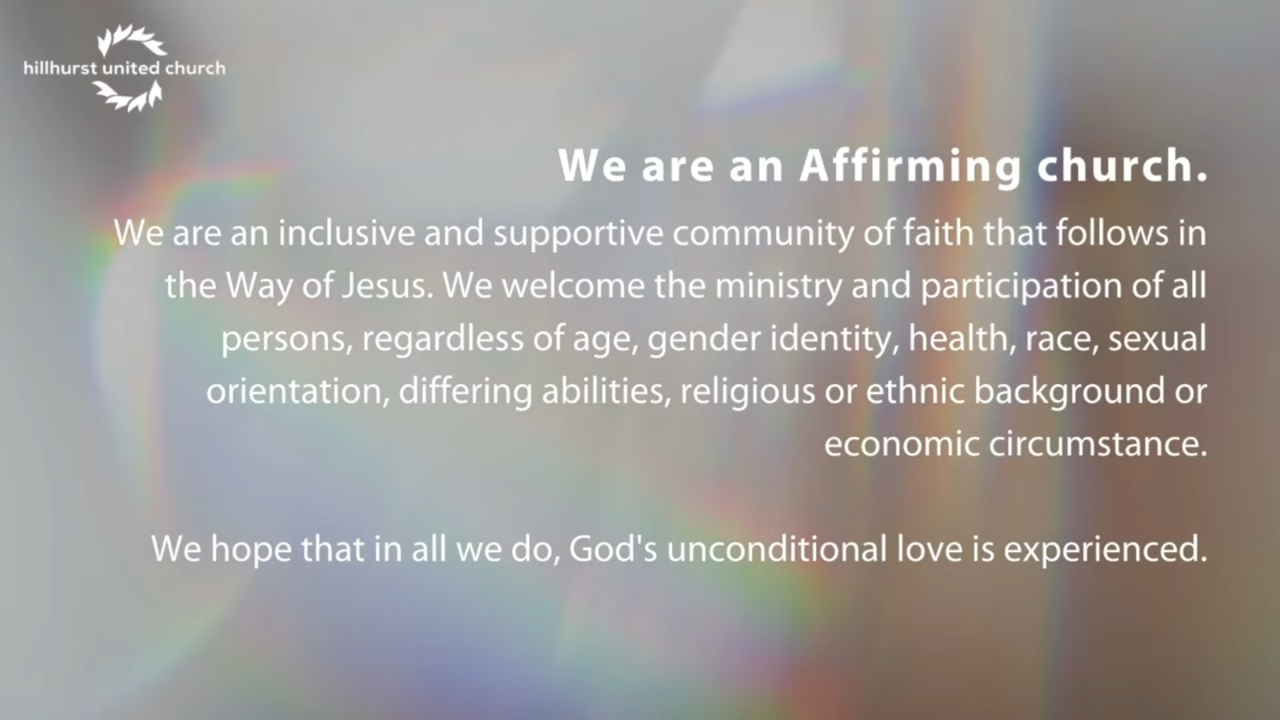 hillhurst united church
We are an Affirming church.
We are an inclusive and supportive community of faith that follows in
the Way of Jesus. We welcome the ministry and participation of all
persons, regardless of age, gender identity, health, race, sexual
orientation, differing abilities, religious or ethnic background or
economic circumstance.
We hope that in all we do, God's unconditional love is experienced.